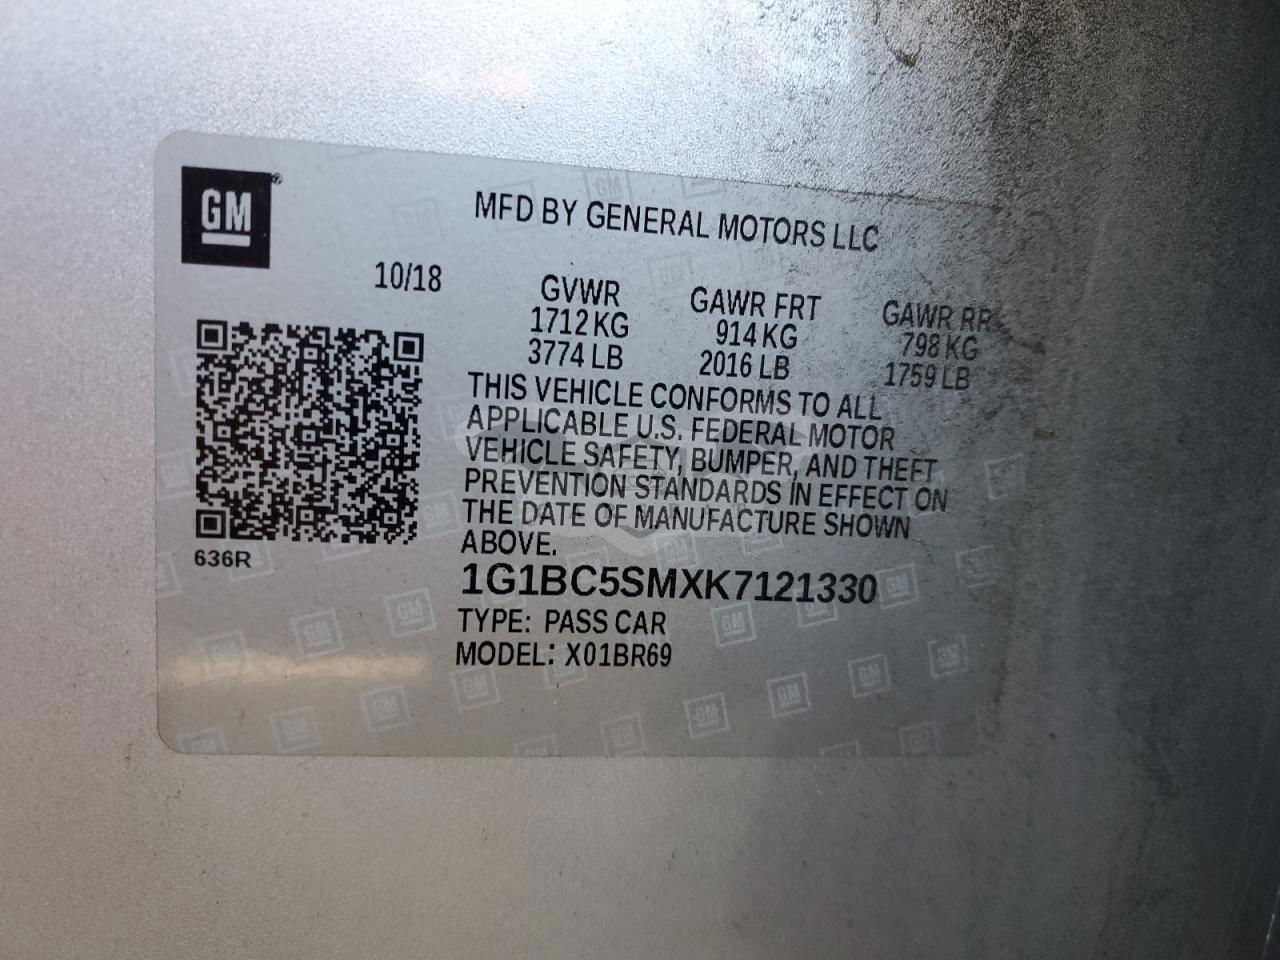 GM®
MFD BY GENERAL MOTORS LLC
10/18
GVWR GAWR FRT GAWR RR
1712 KG 914 KG 798 KG
3774 LB 2016 LB 1759 LB
THIS VEHICLE CONFORMS TO ALL
APPLICABLE U.S. FEDERAL MOTOR
VEHICLE SAFETY, BUMPER, AND THEFT
PREVENTION STANDARDS IN EFFECT ON
THE DATE OF MANUFACTURE SHOWN
ABOVE.
636R
1G1BC5SMXK7121330
TYPE: PASS CAR
MODEL: X01BR69